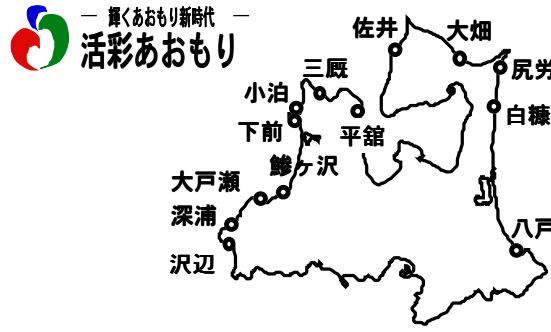 ― 輝くあおもり新時代 ―
活彩あおもり
佐井
大畑
尻労
三厩
小泊
白糠
下前
平舘
鰺ヶ沢
大戸瀬
深浦
八戸
沢辺